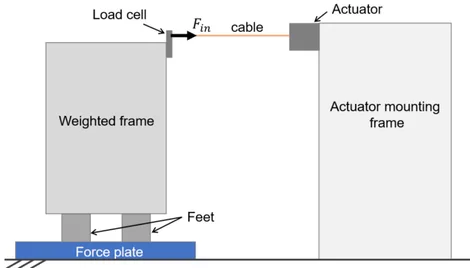 Load cell
F_in
cable
Actuator
Weighted frame
Actuator mounting
frame
Feet
Force plate